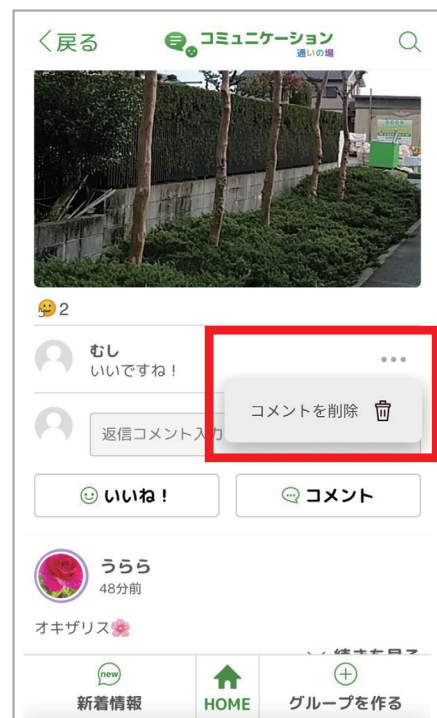 戻る
コミュニケーション
通いの場
2
むし
いいですね！
コメントを削除
返信コメント入力
いいね！
コメント
うらら
48分前
オキザリス🌸
続きを見る
new
新着情報
HOME
グループを作る